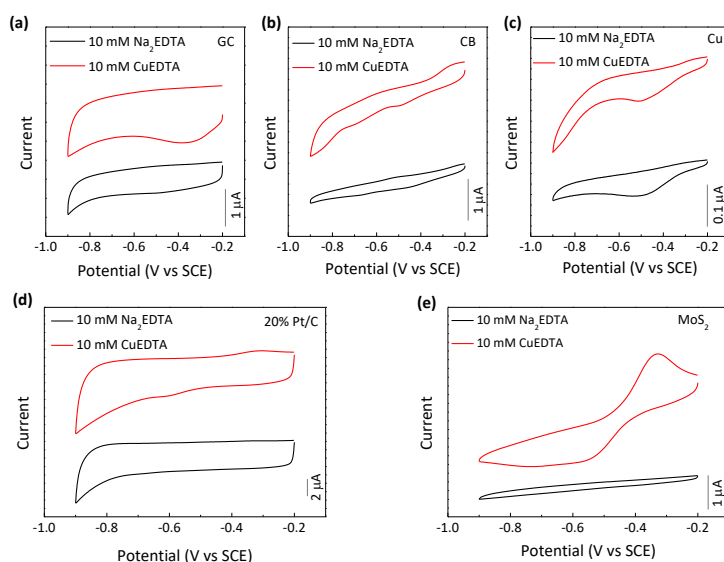 (a)
10 mM Na₂EDTA GC
10 mM CuEDTA
Current
1 µA
-1.0 -0.8 -0.6 -0.4 -0.2
Potential (V vs SCE)
(b)
10 mM Na₂EDTA CB
10 mM CuEDTA
Current
1 µA
-1.0 -0.8 -0.6 -0.4 -0.2
Potential (V vs SCE)
(c)
10 mM Na₂EDTA Cu
10 mM CuEDTA
Current
0.1 µA
-1.0 -0.8 -0.6 -0.4 -0.2
Potential (V vs SCE)
(d)
10 mM Na₂EDTA 20% Pt/C
10 mM CuEDTA
Current
2 µA
-1.0 -0.8 -0.6 -0.4 -0.2
Potential (V vs SCE)
(e)
10 mM Na₂EDTA MoS₂
10 mM CuEDTA
Current
1 µA
-1.0 -0.8 -0.6 -0.4 -0.2
Potential (V vs SCE)